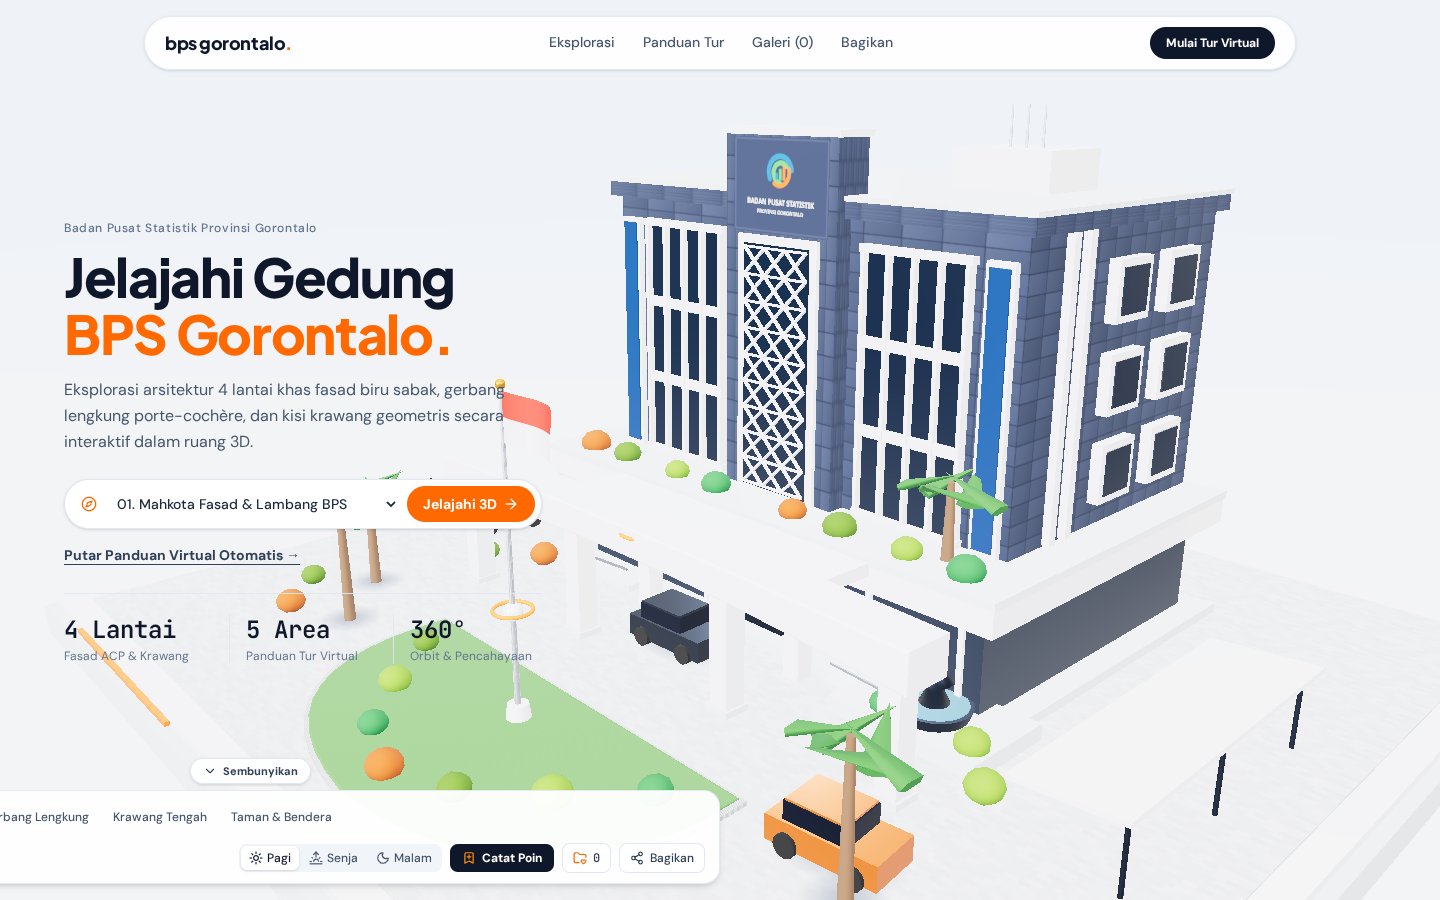 bpsgorontalo.
Eksplorasi
Panduan Tur
Galeri (0)
Bagikan
Mulai Tur Virtual
BADAN PUSAT STATISTIK
PROVINSI GORONTALO
Badan Pusat Statistik Provinsi Gorontalo
Jelajahi Gedung
BPS Gorontalo.
Eksplorasi arsitektur 4 lantai khas fasad biru sabak, gerbang
lengkung porte-cochère, dan kisi krawang geometris secara
interaktif dalam ruang 3D.
01. Mahkota Fasad & Lambang BPS
Jelajahi 3D →
Putar Panduan Virtual Otomatis →
4 Lantai
Fasad ACP & Krawang
5 Area
Panduan Tur Virtual
360°
Orbit & Pencahayaan
Sembunyikan
rbang Lengkung
Krawang Tengah
Taman & Bendera
Pagi
Senja
Malam
Catat Poin
0
Bagikan